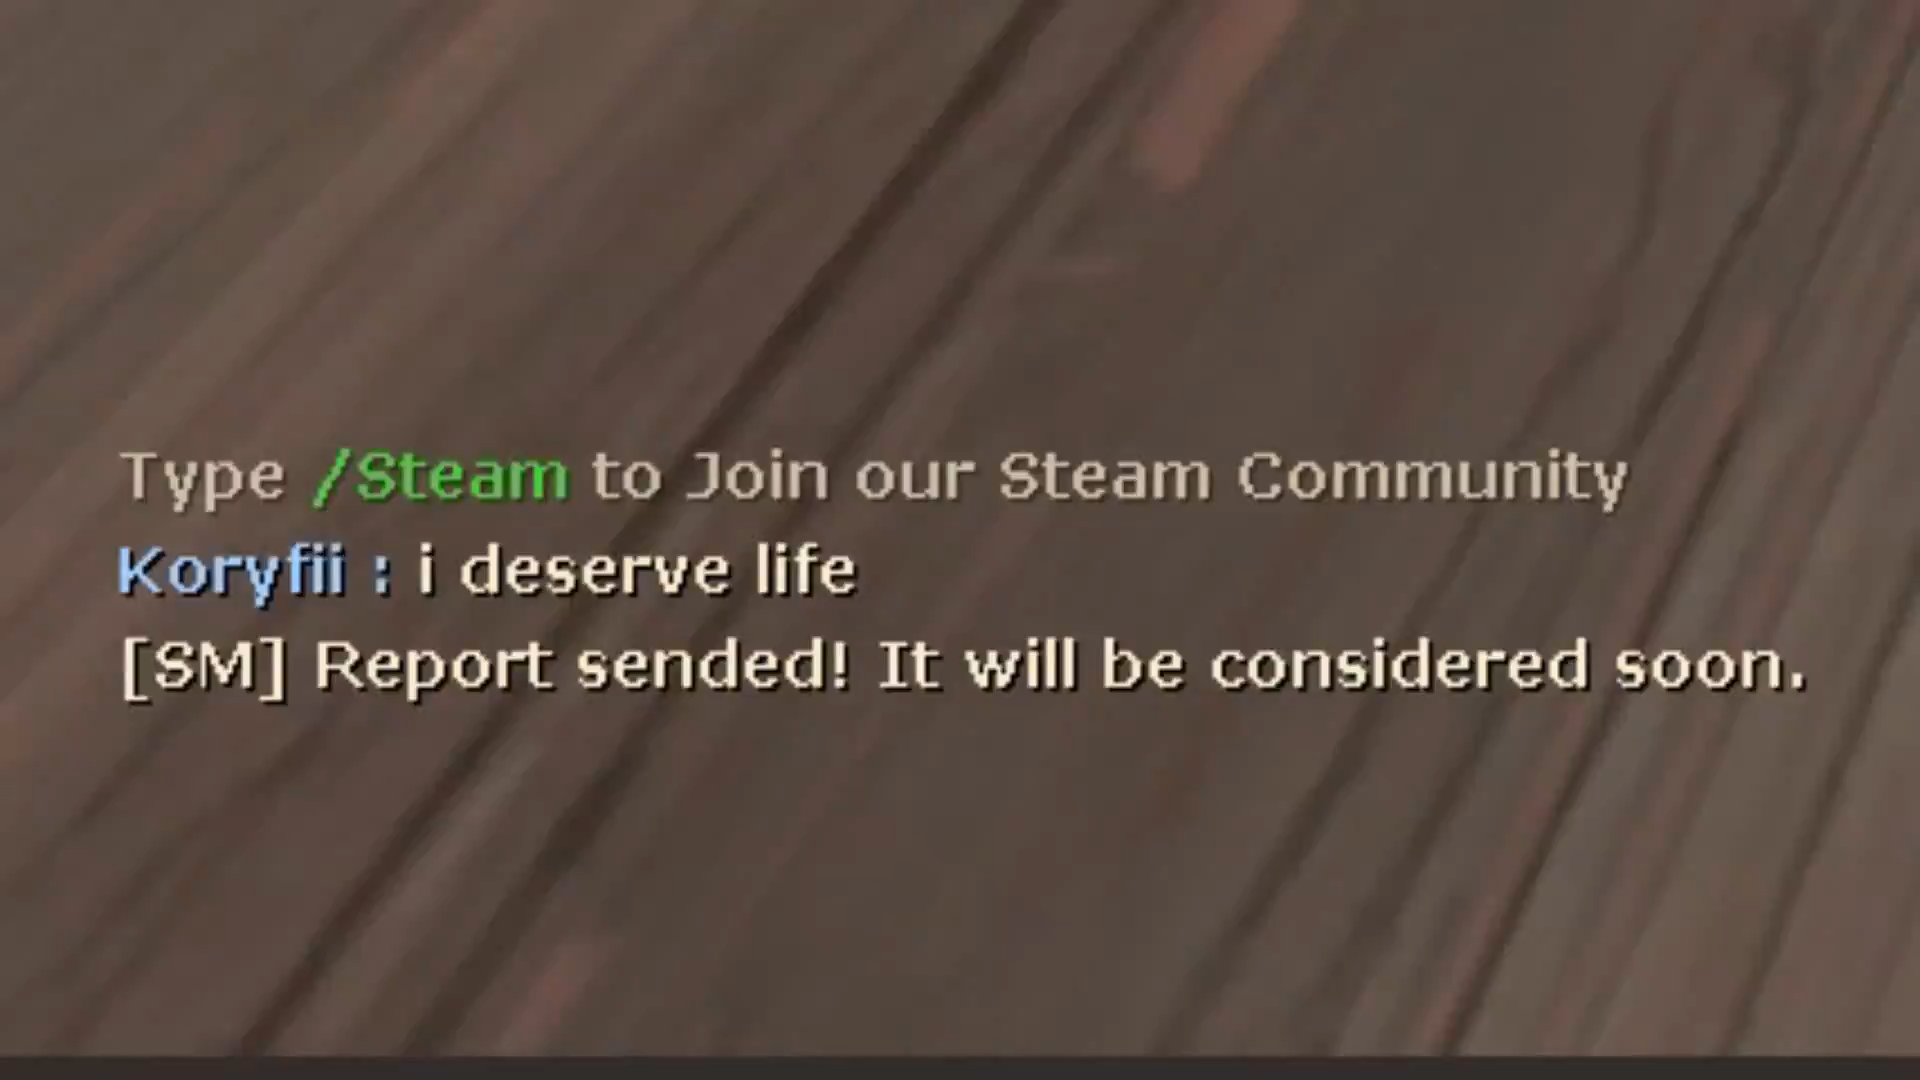 Type /Steam to Join our Steam Community
Koryfii : i deserve life
[SM] Report sended! It will be considered soon.